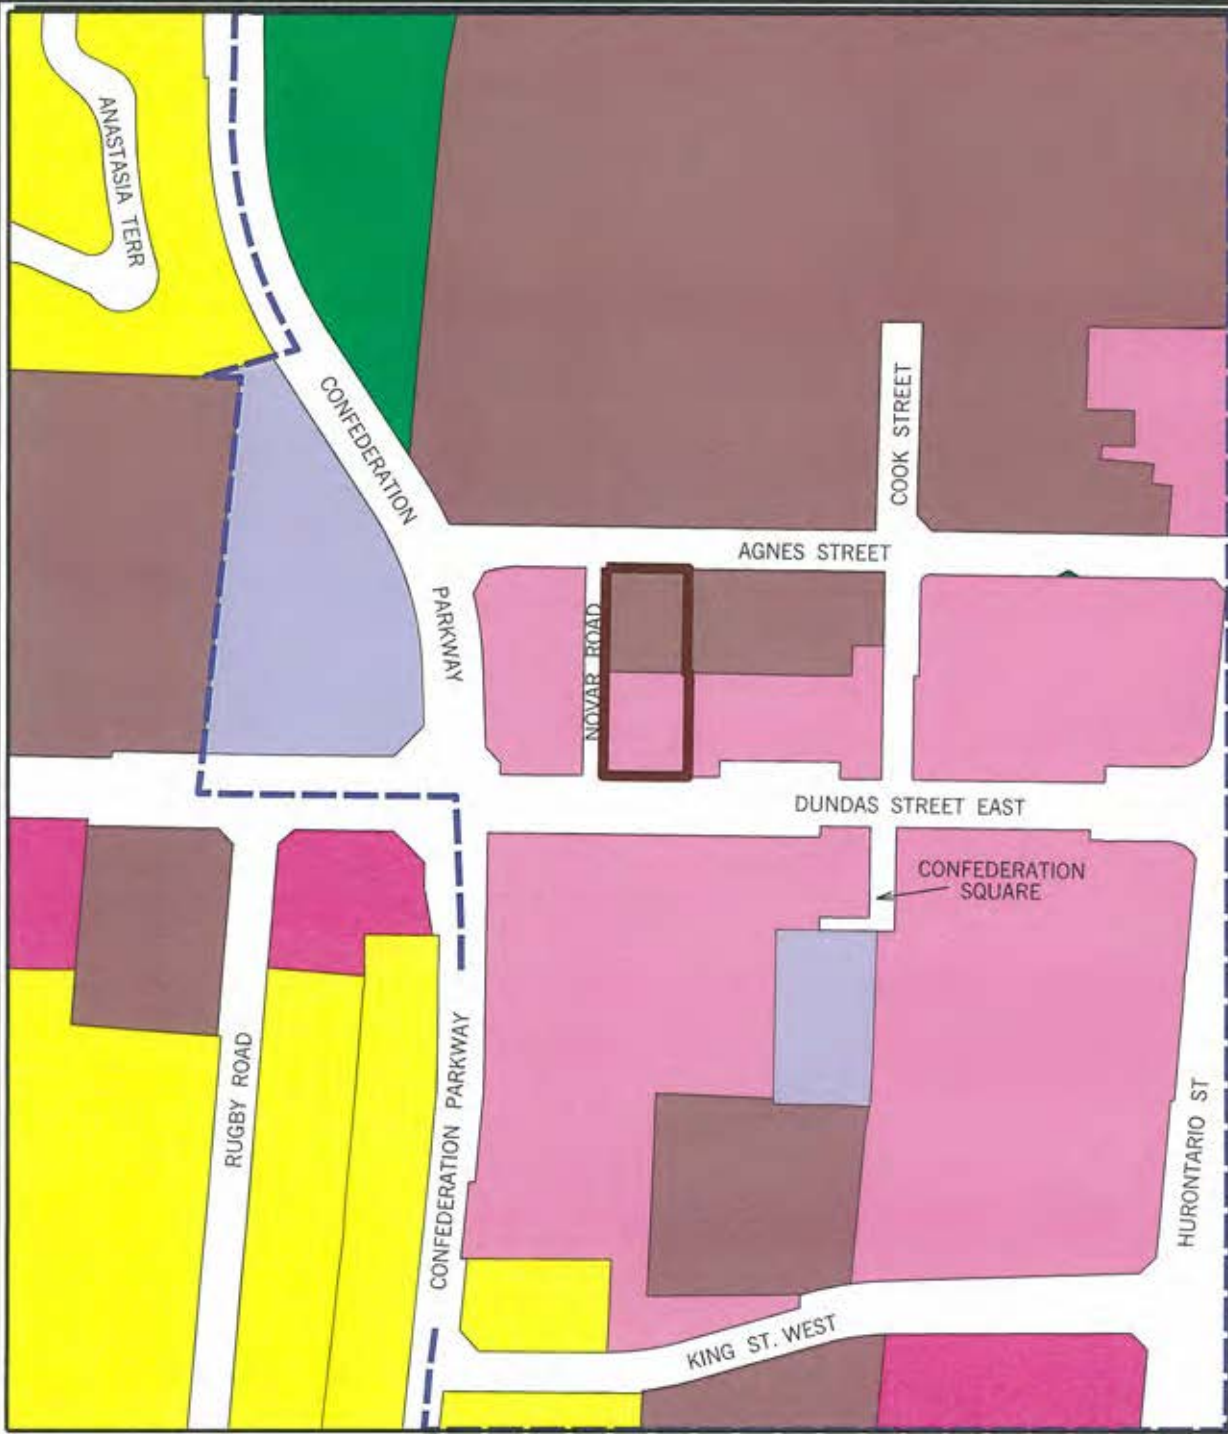 ANASTASIA TERR
CONFEDERATION
PARKWAY
COOK STREET
AGNES STREET
NOVAR ROAD
DUNDAS STREET EAST
CONFEDERATION
SQUARE
RUGBY ROAD
CONFEDERATION PARKWAY
HURONTARIO ST
KING ST. WEST